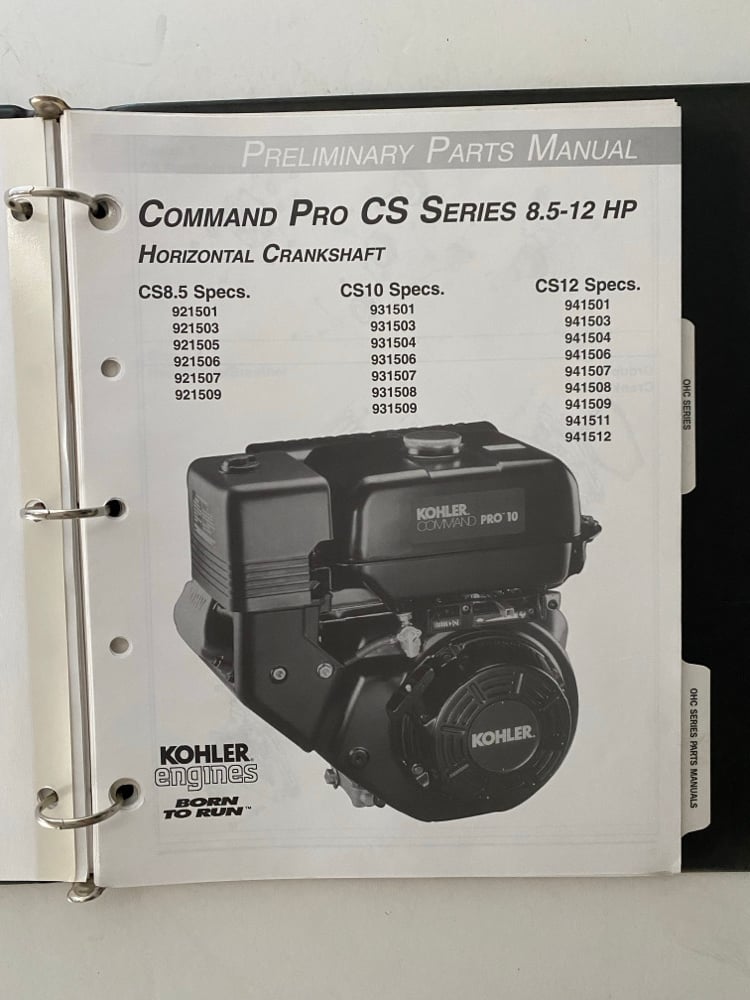 PRELIMINARY PARTS MANUAL
COMMAND PRO CS SERIES 8.5-12 HP
HORIZONTAL CRANKSHAFT
CS8.5 Specs.
921501
921503
921505
921506
921507
921509
CS10 Specs.
931501
931503
931504
931506
931507
931508
931509
CS12 Specs.
941501
941503
941504
941506
941507
941508
941509
941511
941512
OHC SERIES
KOHLER
COMMAND PRO™ 10
KOHLER
OHC SERIES PARTS MANUALS
KOHLER®
engines
BORN
TO RUN™